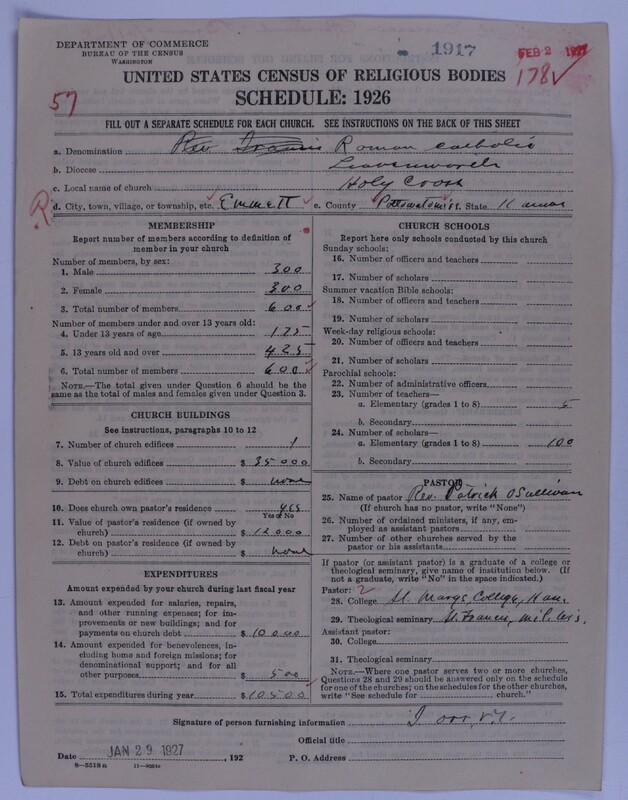 DEPARTMENT OF COMMERCE
BUREAU OF THE CENSUS
WASHINGTON
1917
FEB 2 1927
178 ✓
57
UNITED STATES CENSUS OF RELIGIOUS BODIES
SCHEDULE: 1926
FILL OUT A SEPARATE SCHEDULE FOR EACH CHURCH. SEE INSTRUCTIONS ON THE BACK OF THIS SHEET
a. Denomination Rev Francis Roman Catholic
b. Diocese Leavenworth
c. Local name of church Holy Cross
R
d. City, town, village, or township, etc. Emmett e. County Pottowatomie State Kansas
MEMBERSHIP
Report number of members according to definition of member in your church
Number of members, by sex:
1. Male 300
2. Female 300
3. Total number of members 600
Number of members under and over 13 years old:
4. Under 13 years of age 175
5. 13 years old and over 425
6. Total number of members 600
NOTE.—The total given under Question 6 should be the
same as the total of males and females given under Question 3.
CHURCH BUILDINGS
See instructions, paragraphs 10 to 12
7. Number of church edifices 1
8. Value of church edifices $ 35000
9. Debt on church edifices $ none
10. Does church own pastor's residence? yes
Yes or No
11. Value of pastor's residence (if owned by
church) $ 12000
12. Debt on pastor's residence (if owned by
church) $ none
EXPENDITURES
Amount expended by your church during last fiscal year
13. Amount expended for salaries, repairs,
and other running expenses; for im-
provements or new buildings; and for
payments on church debt $ 10000
14. Amount expended for benevolences, in-
cluding home and foreign missions; for
denominational support; and for all
other purposes $ 500
15. Total expenditures during year $ 10500
CHURCH SCHOOLS
Report here only schools conducted by this church
Sunday schools:
16. Number of officers and teachers
17. Number of scholars
Summer vacation Bible schools:
18. Number of officers and teachers
19. Number of scholars
Week-day religious schools:
20. Number of officers and teachers
21. Number of scholars
Parochial schools:
22. Number of administrative officers
23. Number of teachers—
a. Elementary (grades 1 to 8) 5
b. Secondary
24. Number of scholars—
a. Elementary (grades 1 to 8) 100
b. Secondary
PASTOR
25. Name of pastor Rev. Patrick O Sullivan
(If church has no pastor, write "None")
26. Number of ordained ministers, if any, em-
ployed as assistant pastors
27. Number of other churches served by the
pastor or his assistants
If pastor (or assistant pastor) is a graduate of a college or
theological seminary, give name of institution below. (If
not a graduate, write "No" in the space indicated.)
Pastor: 2
28. College St. Marys College, Kan.
29. Theological seminary St. Francis, Mil. Wis.
Assistant pastor:
30. College
31. Theological seminary
NOTE.—Where one pastor serves two or more churches,
Questions 28 and 29 should be answered only on the schedule
for one of the churches; on the schedules for the other churches,
write "See schedule for church."
Signature of person furnishing information
Official title
Date JAN 29 1927, 192 P. O. Address
8—5518a